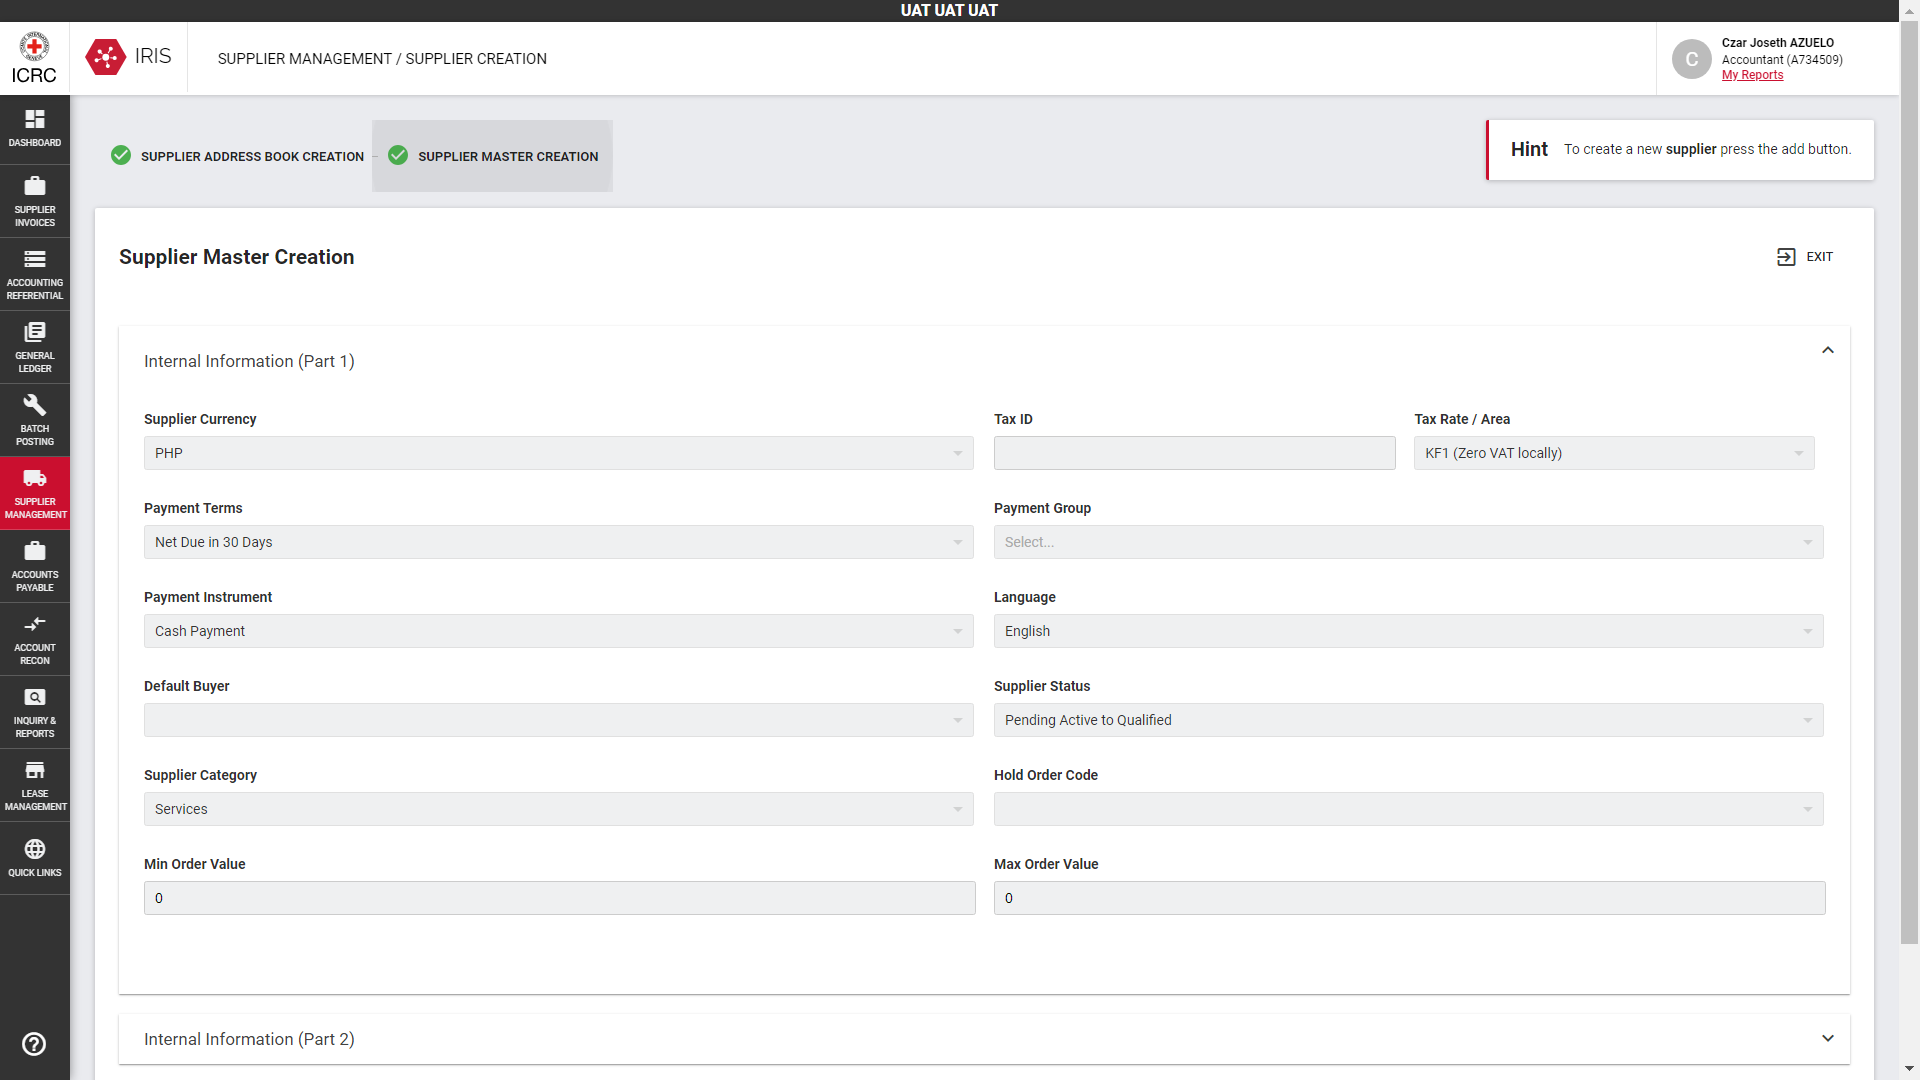 UAT UAT UAT
ICRC
IRIS
SUPPLIER MANAGEMENT / SUPPLIER CREATION
C
Czar Joseth AZUELO
Accountant (A734509)
My Reports
DASHBOARD
SUPPLIER
INVOICES
ACCOUNTING
REFERENTIAL
GENERAL
LEDGER
BATCH
POSTING
SUPPLIER
MANAGEMENT
ACCOUNTS
PAYABLE
ACCOUNT
RECON
INQUIRY &
REPORTS
LEASE
MANAGEMENT
QUICK LINKS
SUPPLIER ADDRESS BOOK CREATION
SUPPLIER MASTER CREATION
Hint To create a new supplier press the add button.
Supplier Master Creation
EXIT
Internal Information (Part 1)
Supplier Currency
PHP
Tax ID
Tax Rate / Area
KF1 (Zero VAT locally)
Payment Terms
Net Due in 30 Days
Payment Group
Select...
Payment Instrument
Cash Payment
Language
English
Default Buyer
Supplier Status
Pending Active to Qualified
Supplier Category
Services
Hold Order Code
Min Order Value
0
Max Order Value
0
Internal Information (Part 2)